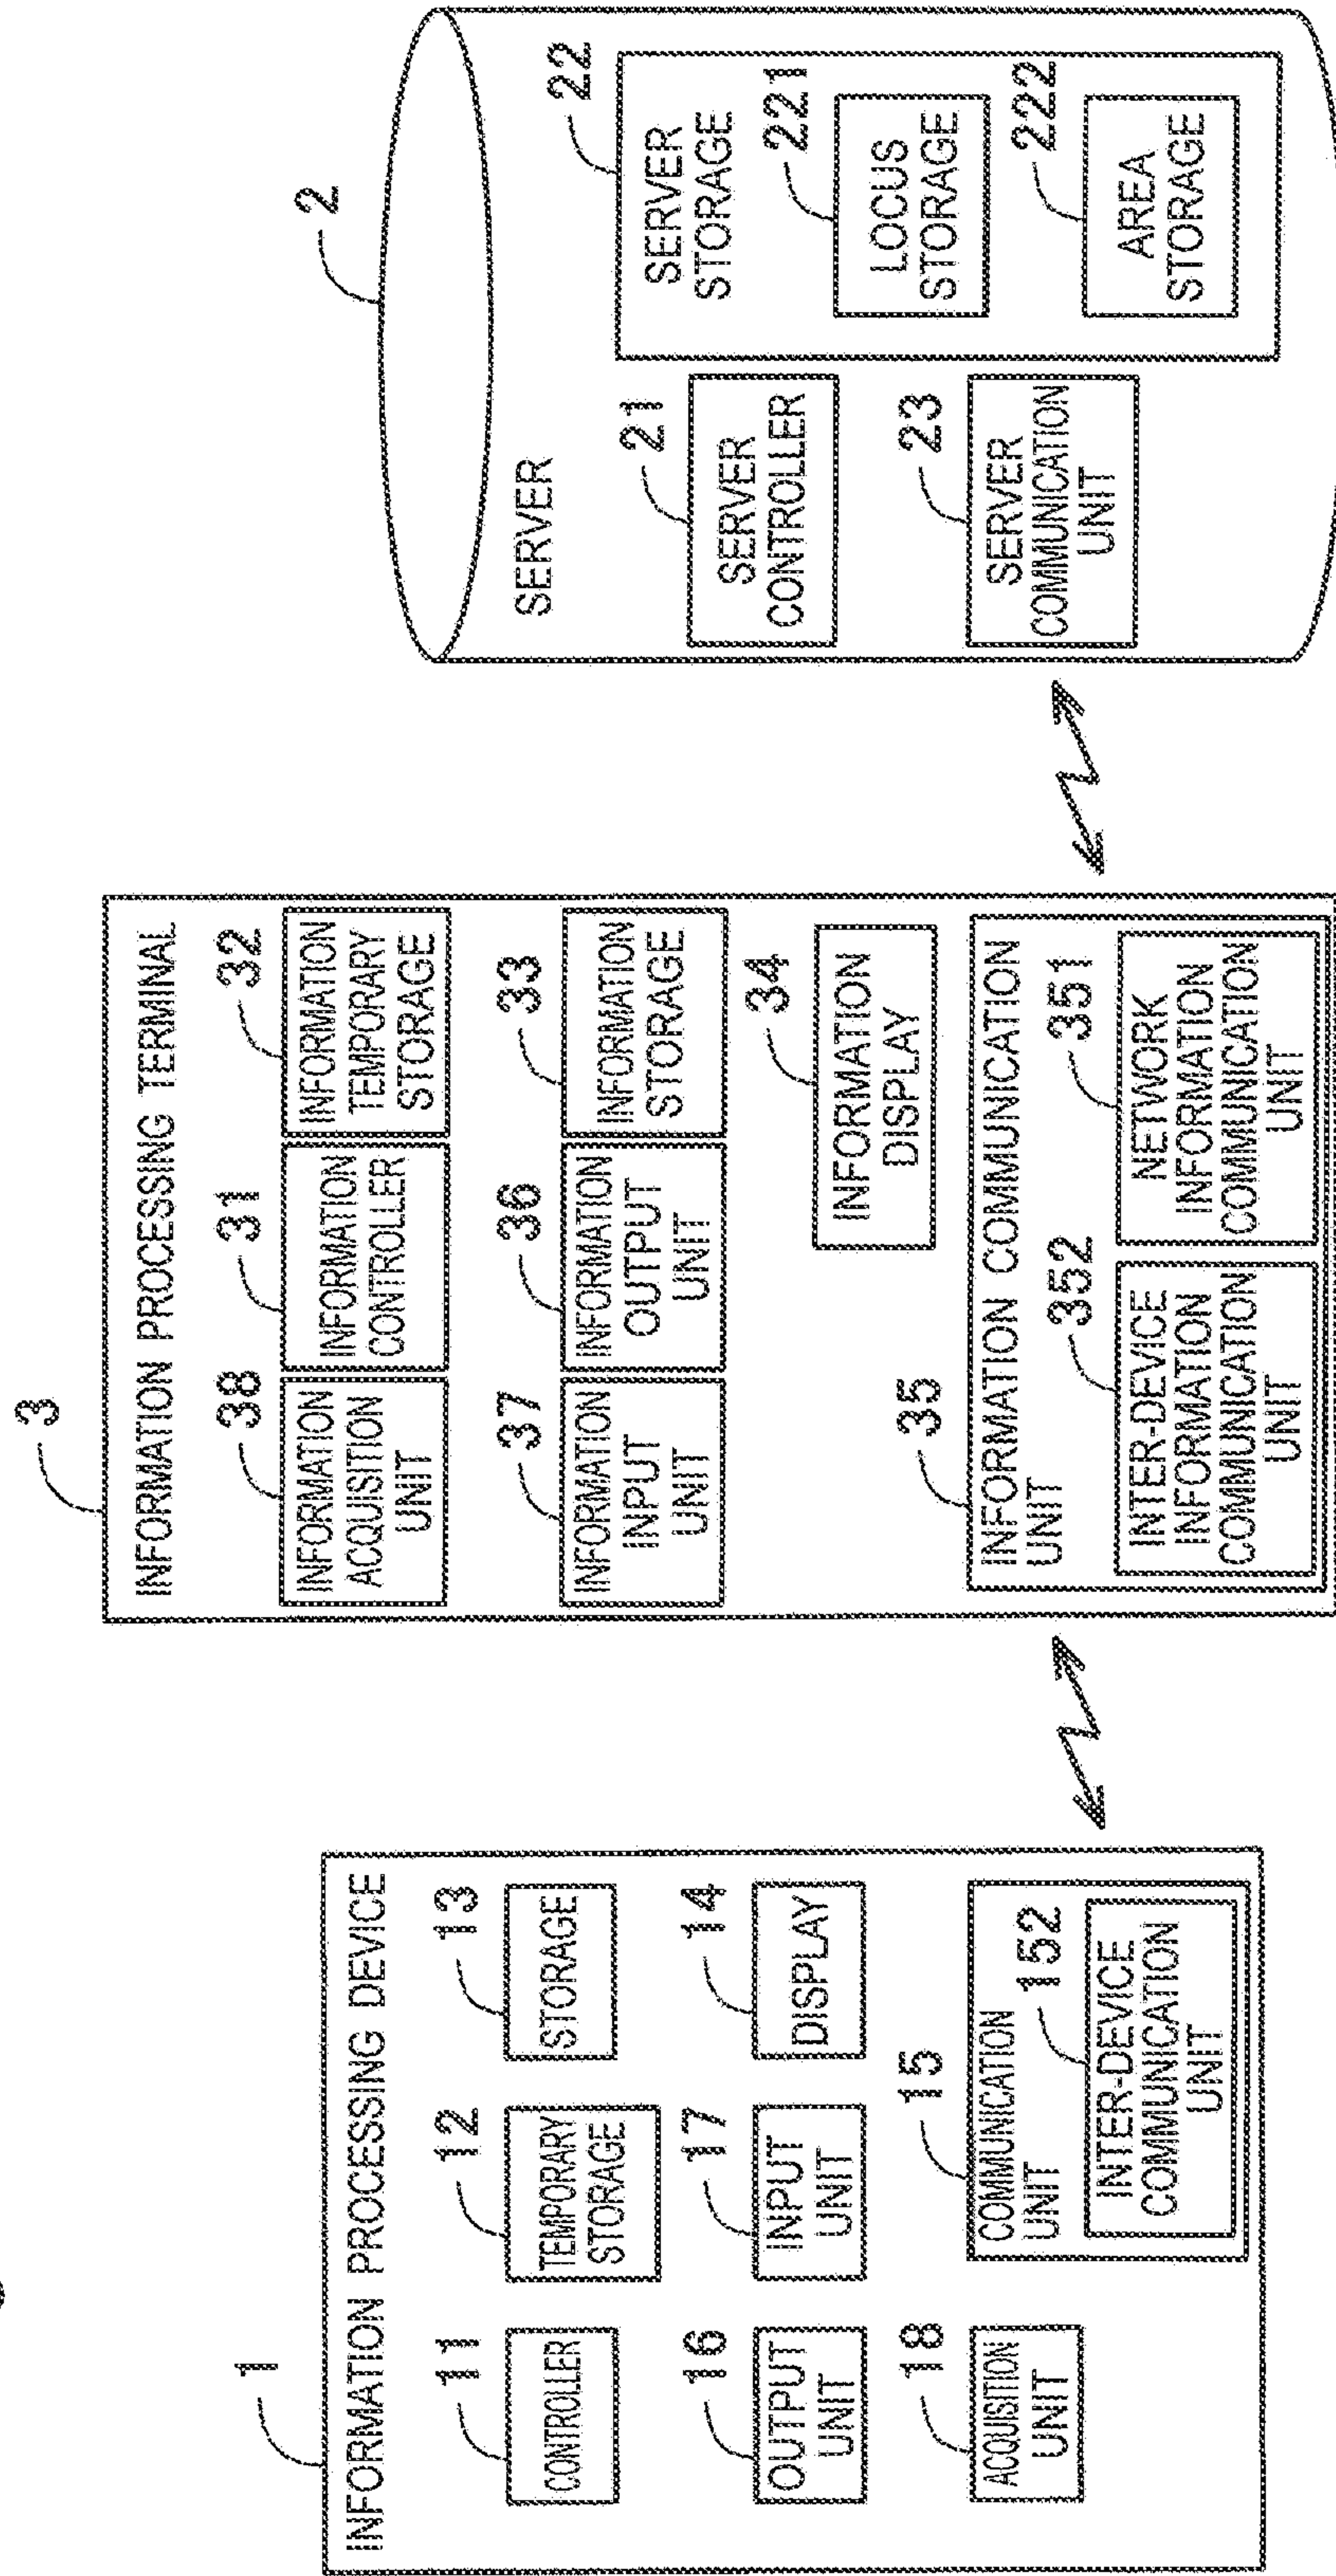 1
INFORMATION PROCESSING DEVICE
11
CONTROLLER
12
TEMPORARY
STORAGE
13
STORAGE
16
OUTPUT
UNIT
17
INPUT
UNIT
14
DISPLAY
18
ACQUISITION
UNIT
15
COMMUNICATION
UNIT
152
INTER-DEVICE
COMMUNICATION
UNIT
3
INFORMATION PROCESSING TERMINAL
38
INFORMATION
ACQUISITION
UNIT
31
INFORMATION
CONTROLLER
32
INFORMATION
TEMPORARY
STORAGE
37
INFORMATION
INPUT
UNIT
36
INFORMATION
OUTPUT
UNIT
33
INFORMATION
STORAGE
34
INFORMATION
DISPLAY
35
INFORMATION COMMUNICATION
UNIT
352
INTER-DEVICE
INFORMATION
COMMUNICATION
UNIT
351
NETWORK
INFORMATION
COMMUNICATION
UNIT
2
SERVER
21
SERVER
CONTROLLER
23
SERVER
COMMUNICATION
UNIT
22
SERVER
STORAGE
221
LOCUS
STORAGE
222
AREA
STORAGE